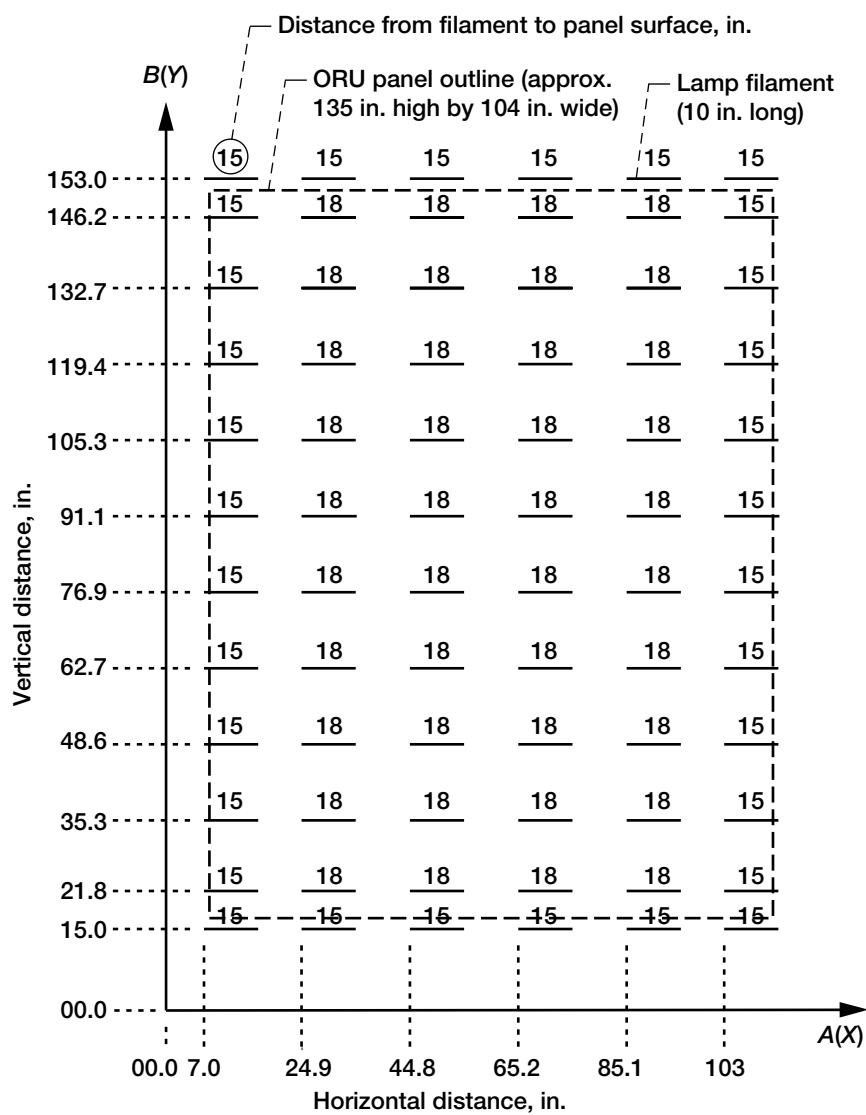 Distance from filament to panel surface, in.
B(Y)
ORU panel outline (approx.
135 in. high by 104 in. wide)
Lamp filament
(10 in. long)
15 15 15 15 15 15
153.0
15 18 18 18 18 15
146.2
15 18 18 18 18 15
132.7
15 18 18 18 18 15
119.4
15 18 18 18 18 15
105.3
15 18 18 18 18 15
91.1
15 18 18 18 18 15
76.9
15 18 18 18 18 15
62.7
15 18 18 18 18 15
48.6
15 18 18 18 18 15
35.3
15 18 18 18 18 15
21.8
15 15 15 15 15 15
15.0
00.0
Vertical distance, in.
A(X)
00.0 7.0 24.9 44.8 65.2 85.1 103
Horizontal distance, in.